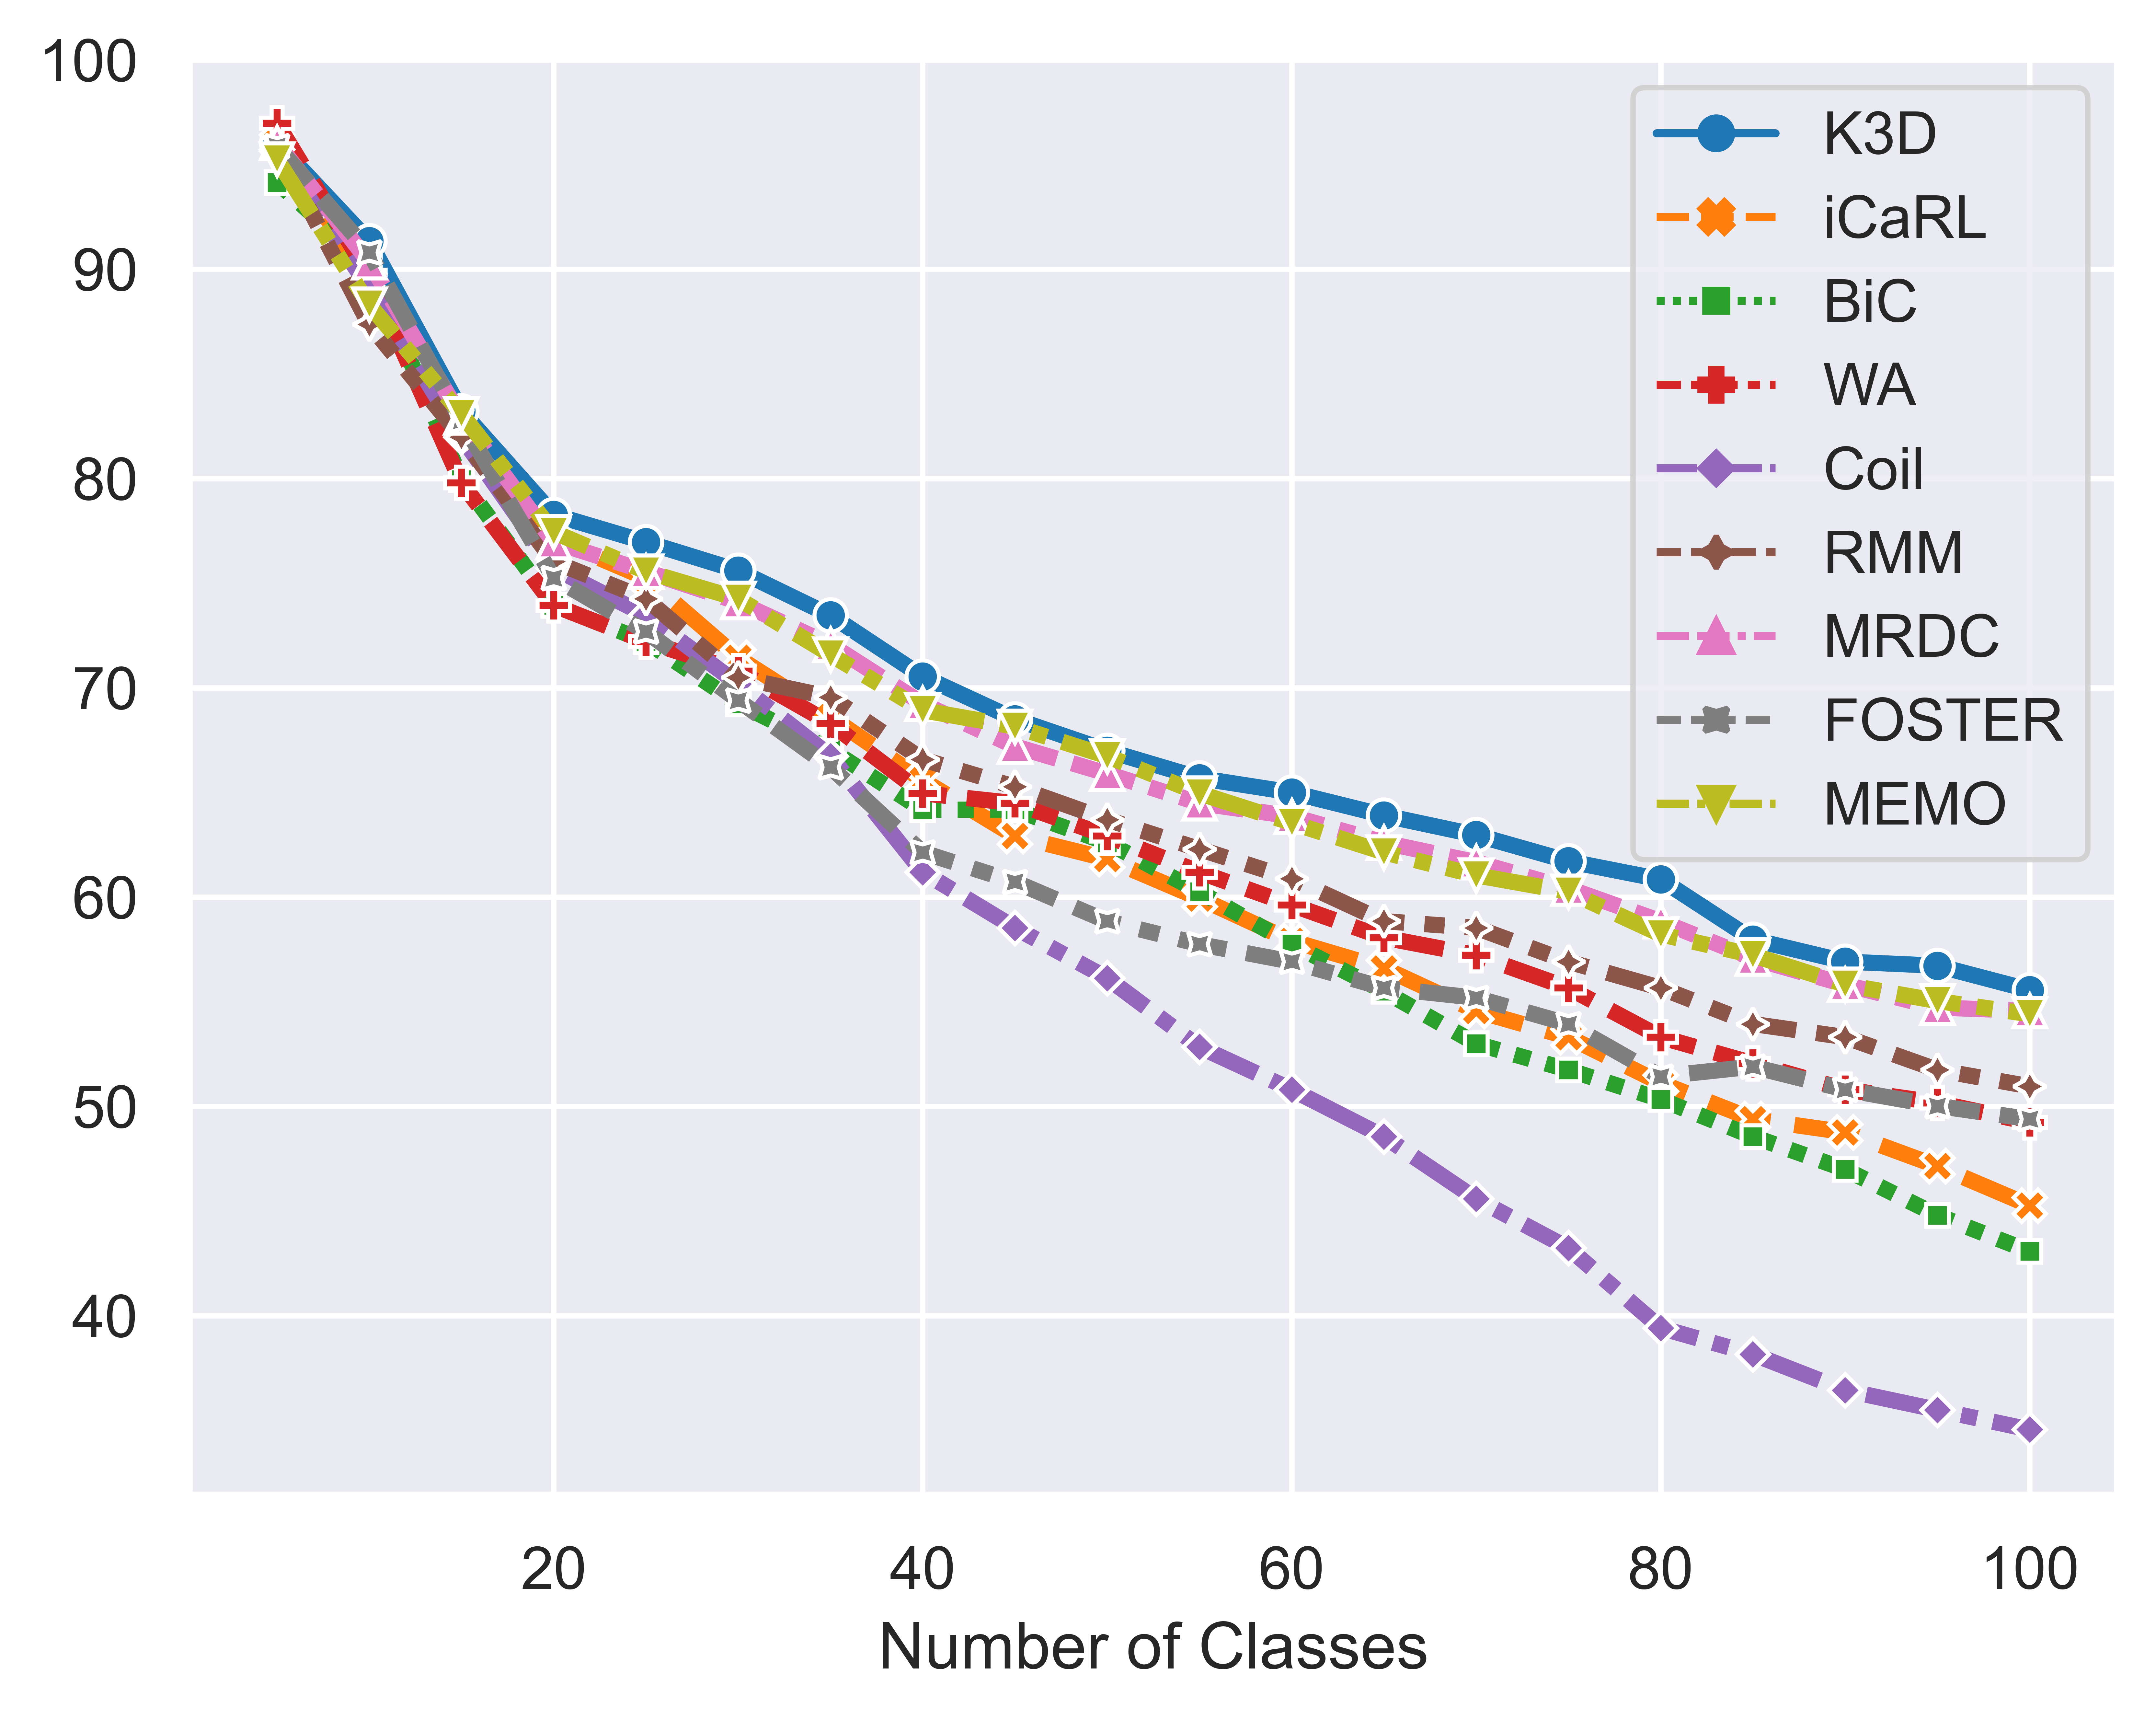 100
90
80
70
60
50
40
K3D
iCaRL
BiC
WA
Coil
RMM
MRDC
FOSTER
MEMO
20 40 60 80 100
Number of Classes